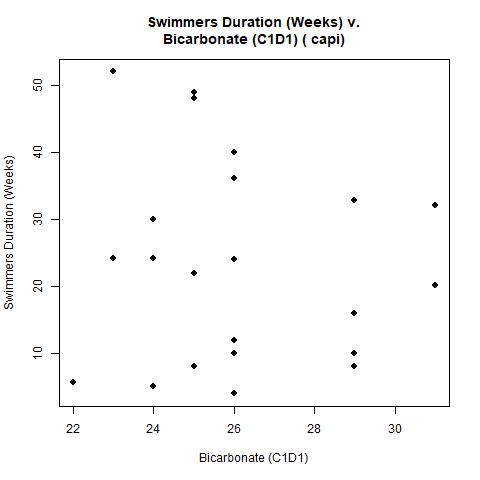 Swimmers Duration (Weeks) v.
Bicarbonate (C1D1) ( capi)
Swimmers Duration (Weeks)
50
40
30
20
10
22
24
26
28
30
Bicarbonate (C1D1)